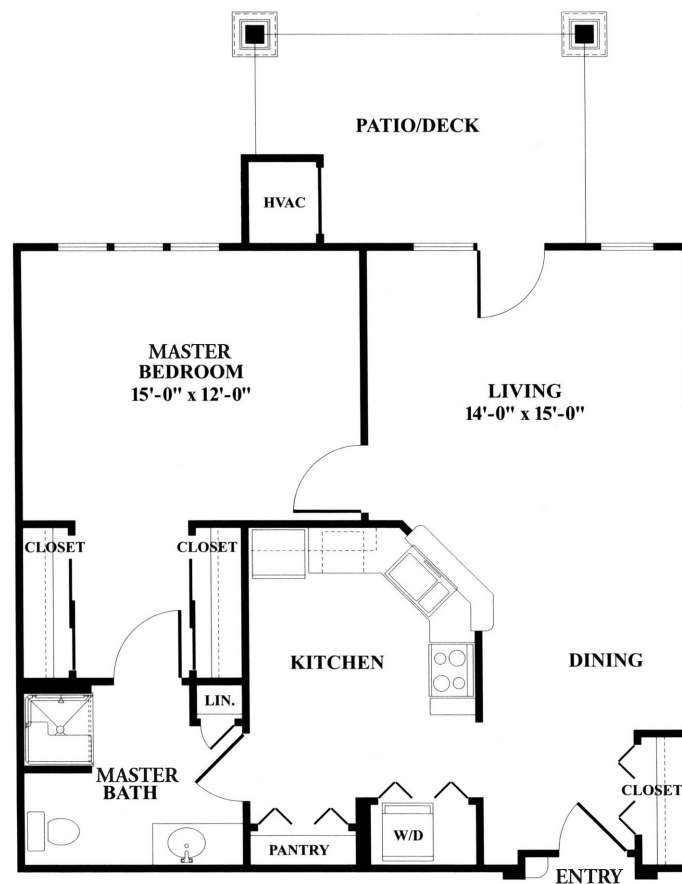 PATIO/DECK
HVAC
MASTER
BEDROOM
15'-0" x 12'-0"
LIVING
14'-0" x 15'-0"
CLOSET
CLOSET
KITCHEN
DINING
LIN.
MASTER
BATH
CLOSET
W/D
PANTRY
ENTRY